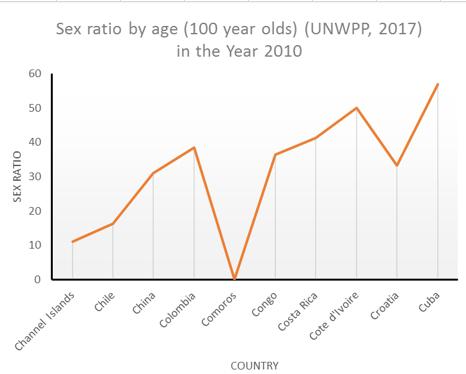 Sex ratio by age (100 year olds) (UNWPP, 2017)
in the Year 2010
60
50
40
30
20
10
0
SEX RATIO
Channel Islands
Chile
China
Colombia
Comoros
Congo
Costa Rica
Cote d'Ivoire
Croatia
Cuba
COUNTRY